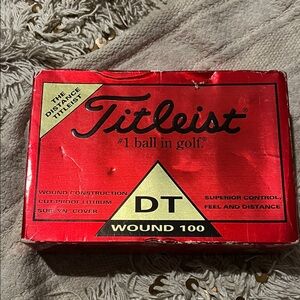 THE
DISTANCE
TITLEIST
Titleist®
#1 ball in golf.™
WOUND CONSTRUCTION
CUT-PROOF LITHIUM
SURLYN® COVER
DT
WOUND 100
SUPERIOR CONTROL,
FEEL AND DISTANCE